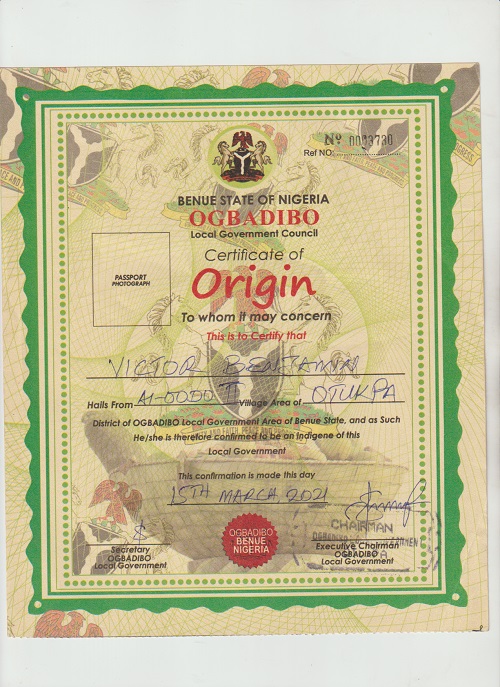 Nº 0003730
Ref NO:
BENUE STATE OF NIGERIA
OGBADIBO
Local Government Council
Certificate of
Origin
PASSPORT
PHOTOGRAPH
To whom it may concern
This is to Certify that
VICTOR BENJAMIN
Hails From AI-OODO II Village Area of OTUKPA
District of OGBADIBO Local Government Area of Benue State, and as Such
He/she is therefore confirmed to be an Indigene of this
Local Government
This confirmation is made this day
15TH MARCH, 2021
CHAIRMAN
OGBADIBO
BENUE
NIGERIA
Secretary
OGBADIBO
Local Government
Executive Chairman
OGBADIBO
Local Government